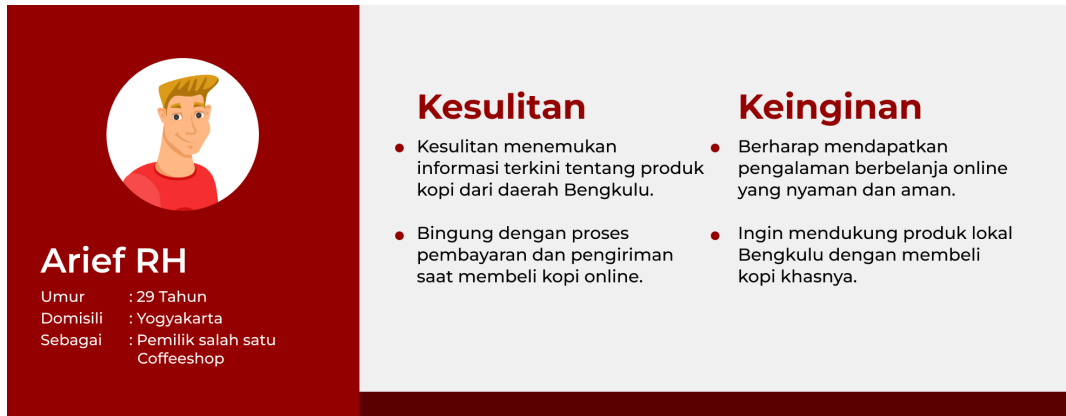 Arief RH
Umur : 29 Tahun
Domisili : Yogyakarta
Sebagai : Pemilik salah satu
Coffeeshop
Kesulitan
Kesulitan menemukan
informasi terkini tentang produk
kopi dari daerah Bengkulu.
Bingung dengan proses
pembayaran dan pengiriman
saat membeli kopi online.
Keinginan
Berharap mendapatkan
pengalaman berbelanja online
yang nyaman dan aman.
Ingin mendukung produk lokal
Bengkulu dengan membeli
kopi khasnya.